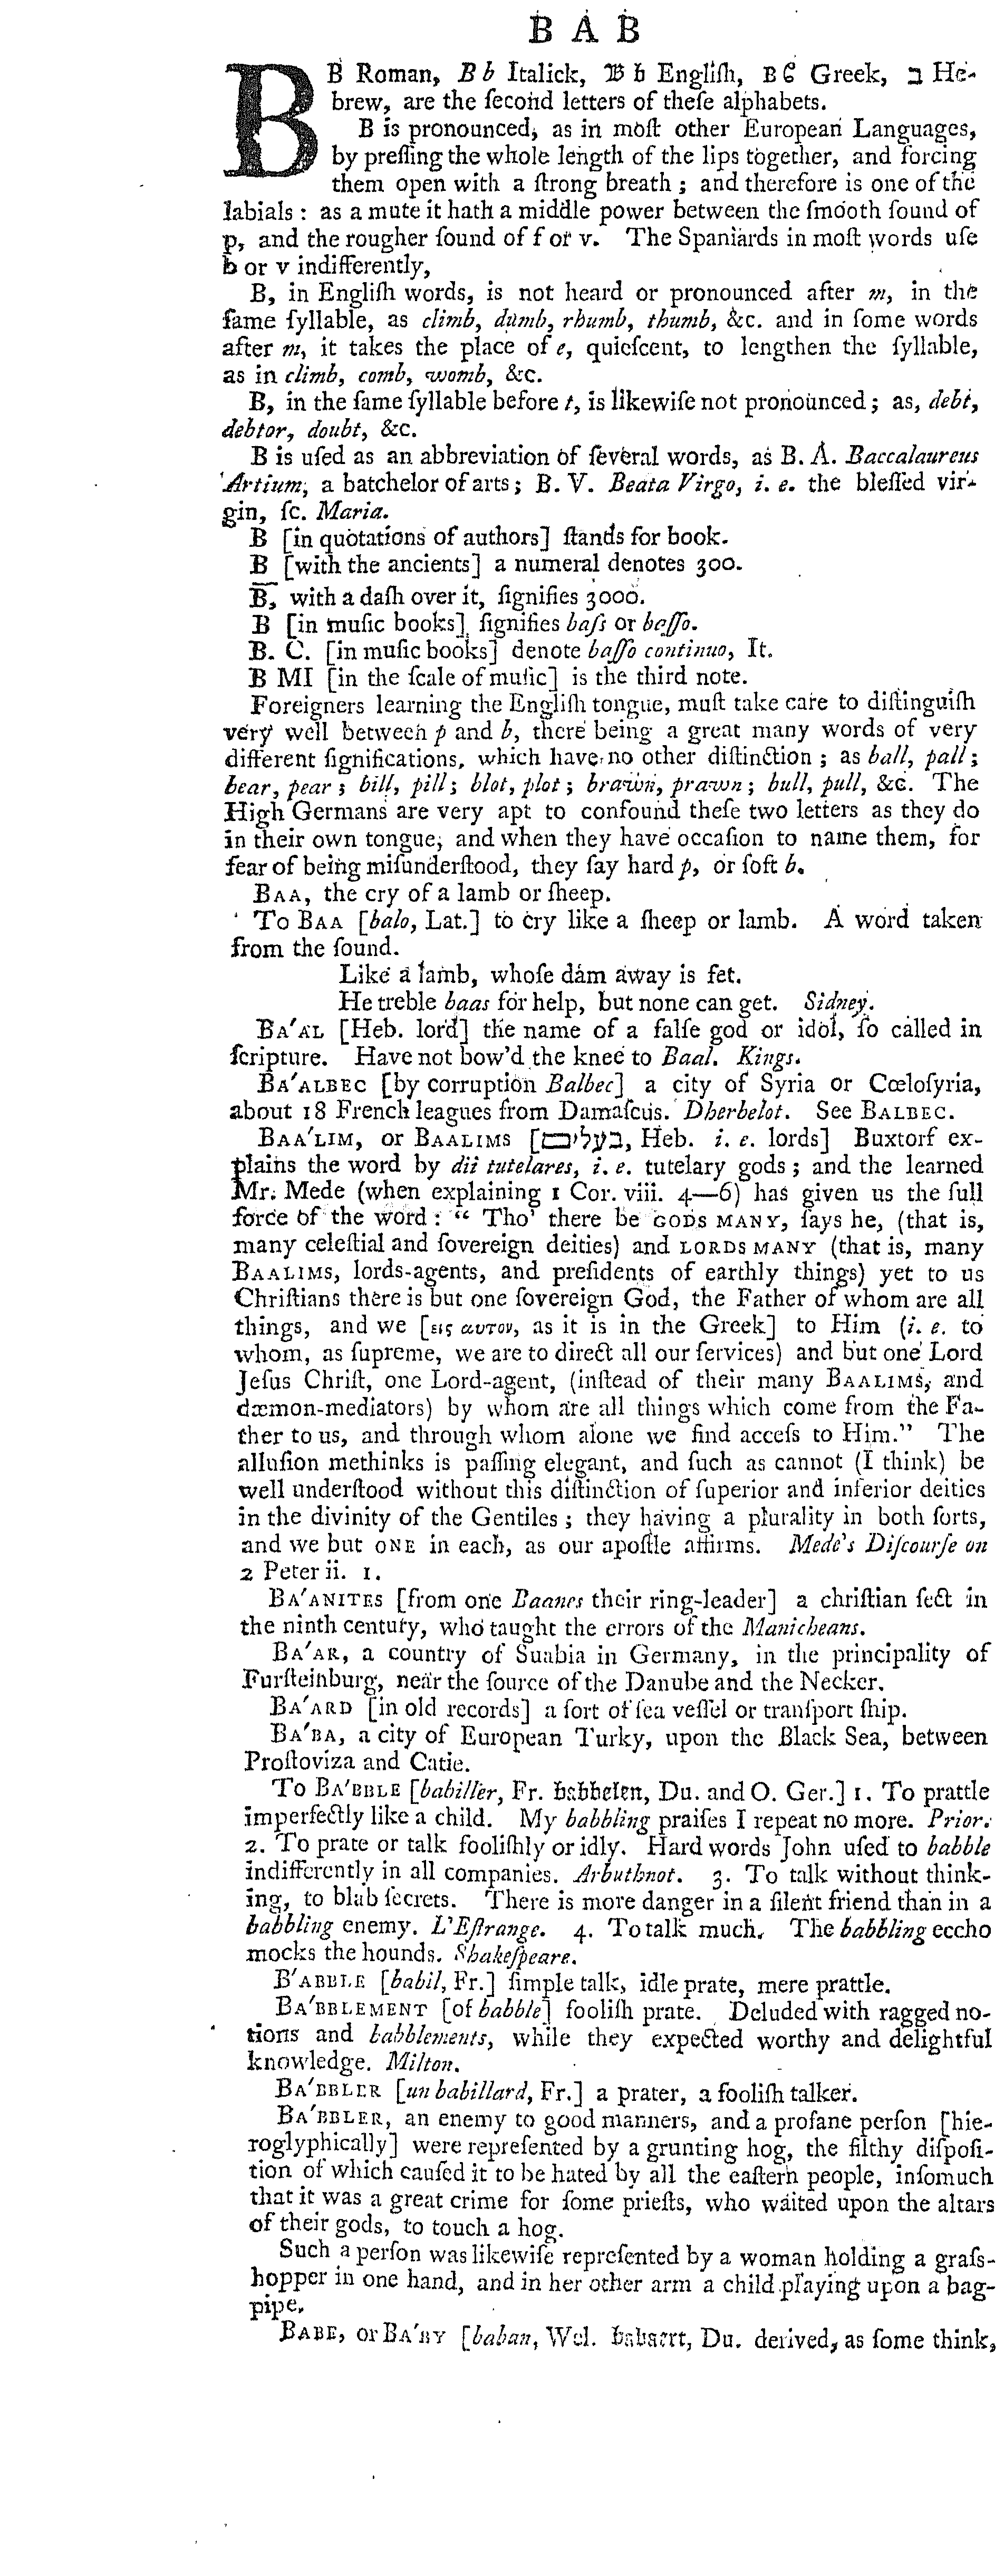 B A B
B B Roman, B b Italick, 𝕭 𝖇 Engliſh, Β ϐ Greek, ב He-
brew, are the ſecond letters of theſe alphabets.
B is pronounced, as in moſt other European Languages,
by preſſing the whole length of the lips together, and forcing
them open with a ſtrong breath ; and therefore is one of the
labials : as a mute it hath a middle power between the ſmooth ſound of
p, and the rougher ſound of f or v. The Spaniards in moſt words uſe
b or v indifferently,
B, in Engliſh words, is not heard or pronounced after m, in the
ſame ſyllable, as climb, dumb, rhumb, thumb, &c. and in ſome words
after m, it takes the place of e, quieſcent, to lengthen the ſyllable,
as in climb, comb, womb, &c.
B, in the ſame ſyllable before t, is likewiſe not pronounced ; as, debt,
debtor, doubt, &c.
B is uſed as an abbreviation of ſeveral words, as B. A. Baccalaureus
Artium, a batchelor of arts ; B. V. Beata Virgo, i. e. the bleſſed vir-
gin, ſc. Maria.
B [in quotations of authors] ſtands for book.
B [with the ancients] a numeral denotes 300.
B̅, with a daſh over it, ſignifies 3000.
B [in muſic books] ſignifies baſs or baſſo.
B. C. [in muſic books] denote baſſo continuo, It.
B MI [in the ſcale of muſic] is the third note.
Foreigners learning the Engliſh tongue, muſt take care to diſtinguiſh
very well between p and b, there being a great many words of very
different ſignifications, which have no other diſtinction ; as ball, pall ;
bear, pear ; bill, pill ; blot, plot ; brawn, prawn ; bull, pull, &c. The
High Germans are very apt to confound theſe two letters as they do
in their own tongue, and when they have occaſion to name them, for
fear of being miſunderſtood, they ſay hard p, or ſoft b.
BAA, the cry of a lamb or ſheep.
To BAA [balo, Lat.] to cry like a ſheep or lamb. A word taken
from the ſound.
Like a lamb, whoſe dam away is fet.
He treble baas for help, but none can get. Sidney.
BA′AL [Heb. lord] the name of a falſe god or idol, ſo called in
ſcripture. Have not bow'd the knee to Baal. Kings.
BA′ALBEC [by corruption Balbec] a city of Syria or Cœloſyria,
about 18 French leagues from Damaſcus. Dherbelot. See BALBEC.
BAA′LIM, or BAALIMS [בעלים, Heb. i. e. lords] Buxtorf ex-
plains the word by dii tutelares, i. e. tutelary gods ; and the learned
Mr. Mede (when explaining 1 Cor. viii. 4—6) has given us the full
force of the word : “ Tho' there be GODS MANY, ſays he, (that is,
many celeſtial and ſovereign deities) and LORDS MANY (that is, many
BAALIMS, lords-agents, and preſidents of earthly things) yet to us
Chriſtians there is but one ſovereign God, the Father of whom are all
things, and we [εις αυτον, as it is in the Greek] to Him (i. e. to
whom, as ſupreme, we are to direct all our ſervices) and but one Lord
Jeſus Chriſt, one Lord-agent, (inſtead of their many BAALIMS, and
dæmon-mediators) by whom are all things which come from the Fa-
ther to us, and through whom alone we find acceſs to Him.” The
alluſion methinks is paſſing elegant, and ſuch as cannot (I think) be
well underſtood without this diſtinction of ſuperior and inferior deities
in the divinity of the Gentiles ; they having a plurality in both ſorts,
and we but ONE in each, as our apoſtle affirms. Mede's Diſcourſe on
2 Peter ii. 1.
BA′ANITES [from one Baanes their ring-leader] a chriſtian ſect in
the ninth century, who taught the errors of the Manicheans.
BA′AR, a country of Suabia in Germany, in the principality of
Furſteinburg, near the ſource of the Danube and the Necker.
BA′ARD [in old records] a ſort of ſea veſſel or tranſport ſhip.
BA′BA, a city of European Turky, upon the Black Sea, between
Proſtoviza and Catie.
To BA′BBLE [babiller, Fr. babbelen, Du. and O. Ger.] 1. To prattle
imperfectly like a child. My babbling praiſes I repeat no more. Prior.
2. To prate or talk fooliſhly or idly. Hard words John uſed to babble
indifferently in all companies. Arbuthnot. 3. To talk without think-
ing, to blab ſecrets. There is more danger in a ſilent friend than in a
babbling enemy. L'Eſtrange. 4. To talk much. The babbling eccho
mocks the hounds. Shakeſpeare.
B′ABBLE [babil, Fr.] ſimple talk, idle prate, mere prattle.
BA′BBLEMENT [of babble] fooliſh prate. Deluded with ragged no-
tions and babblements, while they expected worthy and delightful
knowledge. Milton.
BA′BBLER [un babillard, Fr.] a prater, a fooliſh talker.
BA′BBLER, an enemy to good manners, and a profane perſon [hie-
roglyphically] were repreſented by a grunting hog, the filthy diſpoſi-
tion of which cauſed it to be hated by all the eaſtern people, inſomuch
that it was a great crime for ſome prieſts, who waited upon the altars
of their gods, to touch a hog.
Such a perſon was likewiſe repreſented by a woman holding a graſs-
hopper in one hand, and in her other arm a child playing upon a bag-
pipe.
BABE, or BA′BY [baban, Wel. babaert, Du. derived, as ſome think,